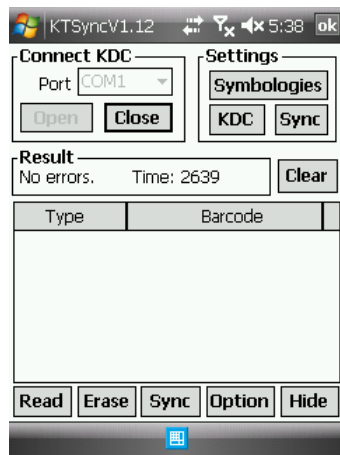 KTSyncV1.12 5:38 ok
Connect KDC Settings
Port COM1 Symbologies
Open Close KDC Sync
Result
No errors. Time: 2639 Clear
Type Barcode
Read Erase Sync Option Hide